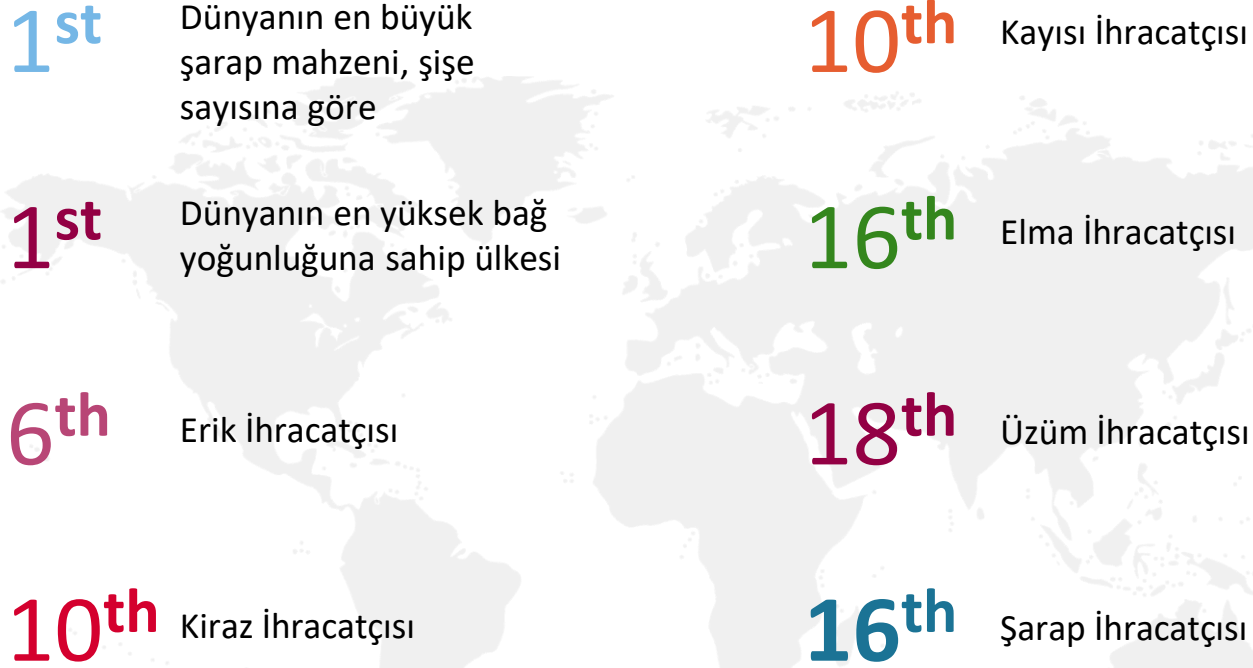 1st
Dünyanın en büyük
şarap mahzeni, şişe
sayısına göre
1st
Dünyanın en yüksek bağ
yoğunluğuna sahip ülkesi
6th
Erik İhracatçısı
10th
Kiraz İhracatçısı
10th
Kayısı İhracatçısı
16th
Elma İhracatçısı
18th
Üzüm İhracatçısı
16th
Şarap İhracatçısı